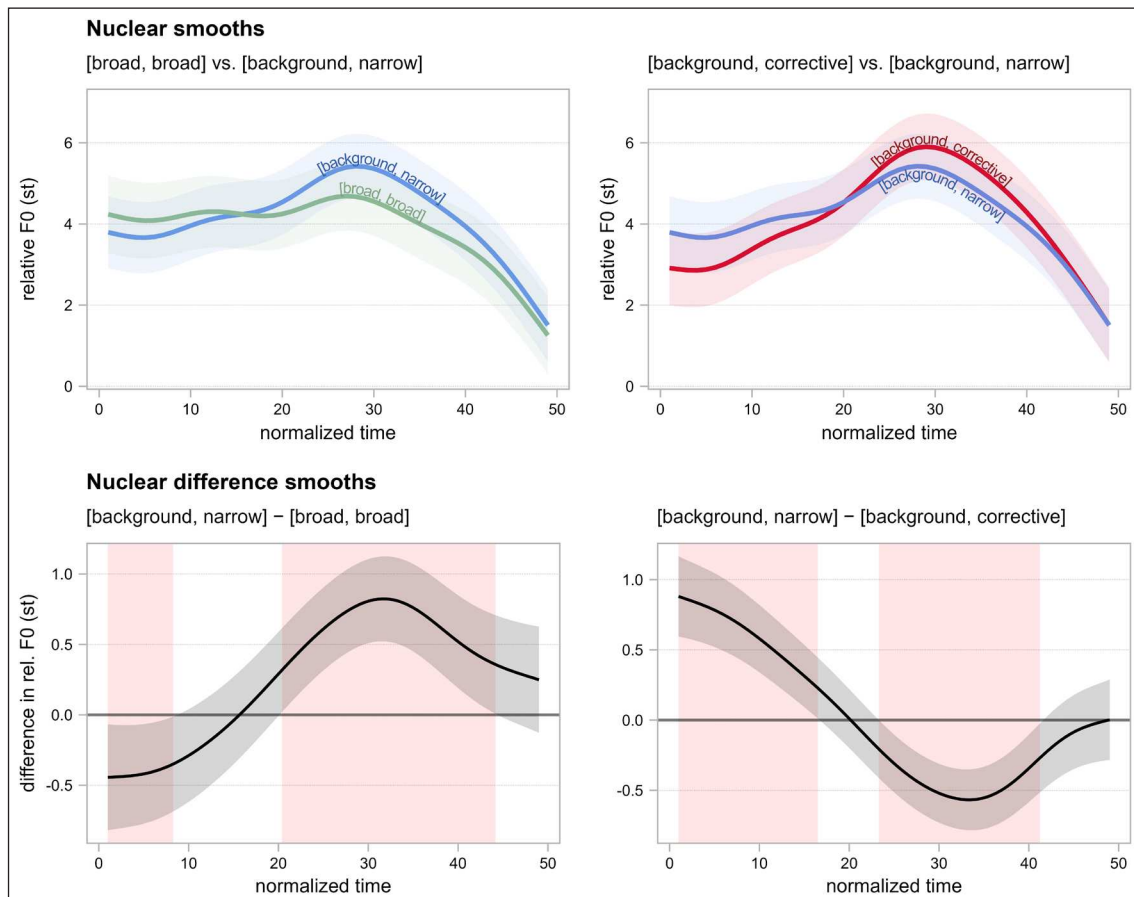 Nuclear smooths
[broad, broad] vs. [background, narrow]
[background, corrective] vs. [background, narrow]
relative F0 (st)
6
4
2
0
[background, narrow]
[broad, broad]
0 10 20 30 40 50
normalized time
relative F0 (st)
6
4
2
0
[background, corrective]
[background, narrow]
0 10 20 30 40 50
normalized time
Nuclear difference smooths
[background, narrow] − [broad, broad]
[background, narrow] − [background, corrective]
difference in rel. F0 (st)
1.0
0.5
0.0
-0.5
0 10 20 30 40 50
normalized time
1.0
0.5
0.0
-0.5
0 10 20 30 40 50
normalized time